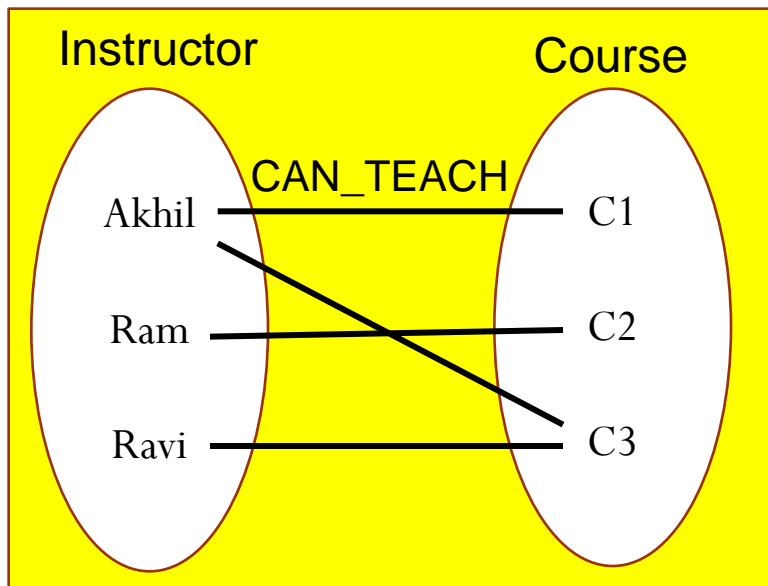 Instructor
Course
CAN_TEACH
Akhil
C1
Ram
C2
Ravi
C3